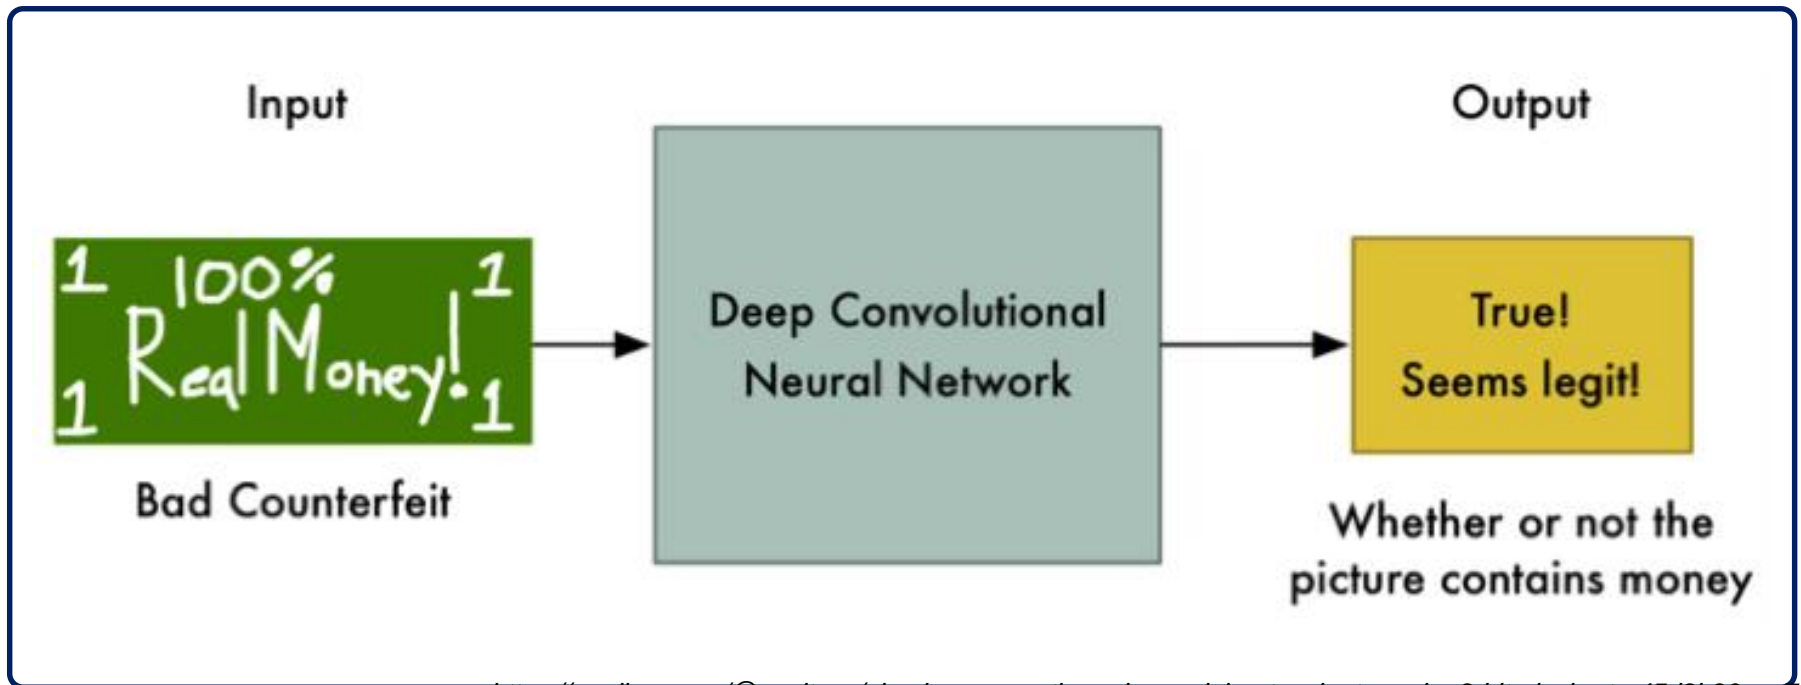 Input
Output
1 100% 1
Real Money!
1 1
Bad Counterfeit
Deep Convolutional
Neural Network
True!
Seems legit!
Whether or not the
picture contains money